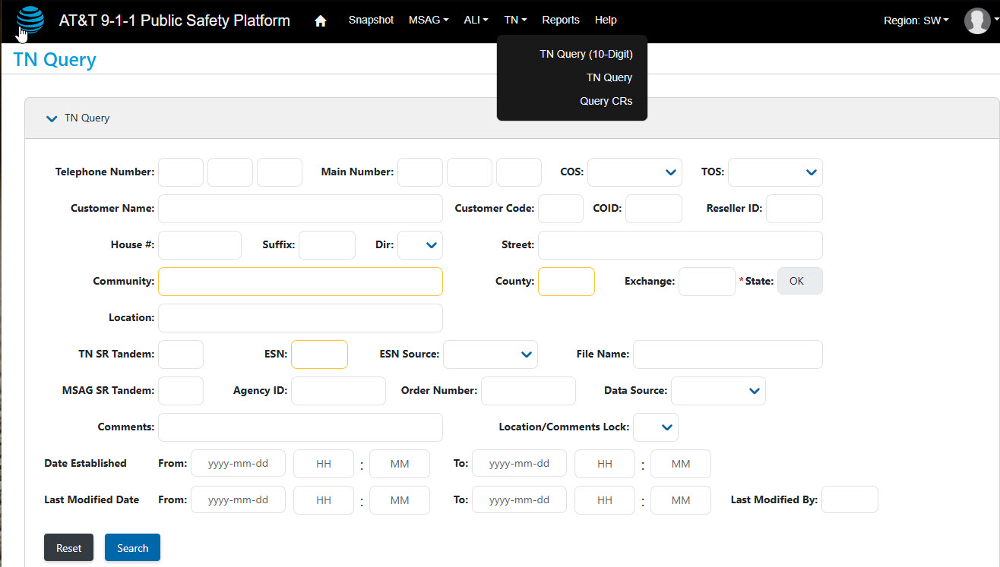 AT&T 9-1-1 Public Safety Platform Snapshot MSAG ALI TN Reports Help Region: SW
TN Query (10-Digit)
TN Query
Query CRs
TN Query
TN Query
Telephone Number: Main Number: COS: TOS:
Customer Name: Customer Code: COID: Reseller ID:
House #: Suffix: Dir: Street:
Community: County: Exchange: * State: OK
Location:
TN SR Tandem: ESN: ESN Source: File Name:
MSAG SR Tandem: Agency ID: Order Number: Data Source:
Comments: Location/Comments Lock:
Date Established From: yyyy-mm-dd HH : MM To: yyyy-mm-dd HH : MM
Last Modified Date From: yyyy-mm-dd HH : MM To: yyyy-mm-dd HH : MM Last Modified By:
Reset Search